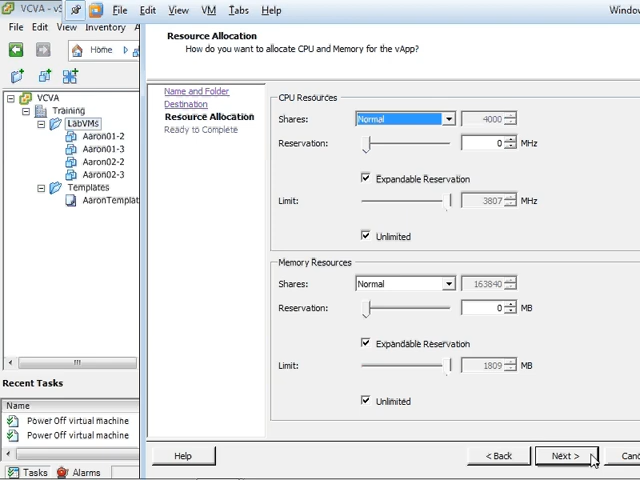 VCVA - vS
File Edit View VM Tabs Help Windo
File Edit View Inventory
Home
VCVA
Training
LabVMs
Aaron01-2
Aaron01-3
Aaron02-2
Aaron02-3
Templates
AaronTemplat
Recent Tasks
Name
Power Off virtual machine
Power Off virtual machine
Tasks Alarms
Resource Allocation
How do you want to allocate CPU and Memory for the vApp?
Name and Folder
Destination
Resource Allocation
Ready to Complete
CPU Resources
Shares: Normal 4000
Reservation: 0 MHz
Expandable Reservation
Limit: 3807 MHz
Unlimited
Memory Resources
Shares: Normal 163840
Reservation: 0 MB
Expandable Reservation
Limit: 1809 MB
Unlimited
Help < Back Next > Canc